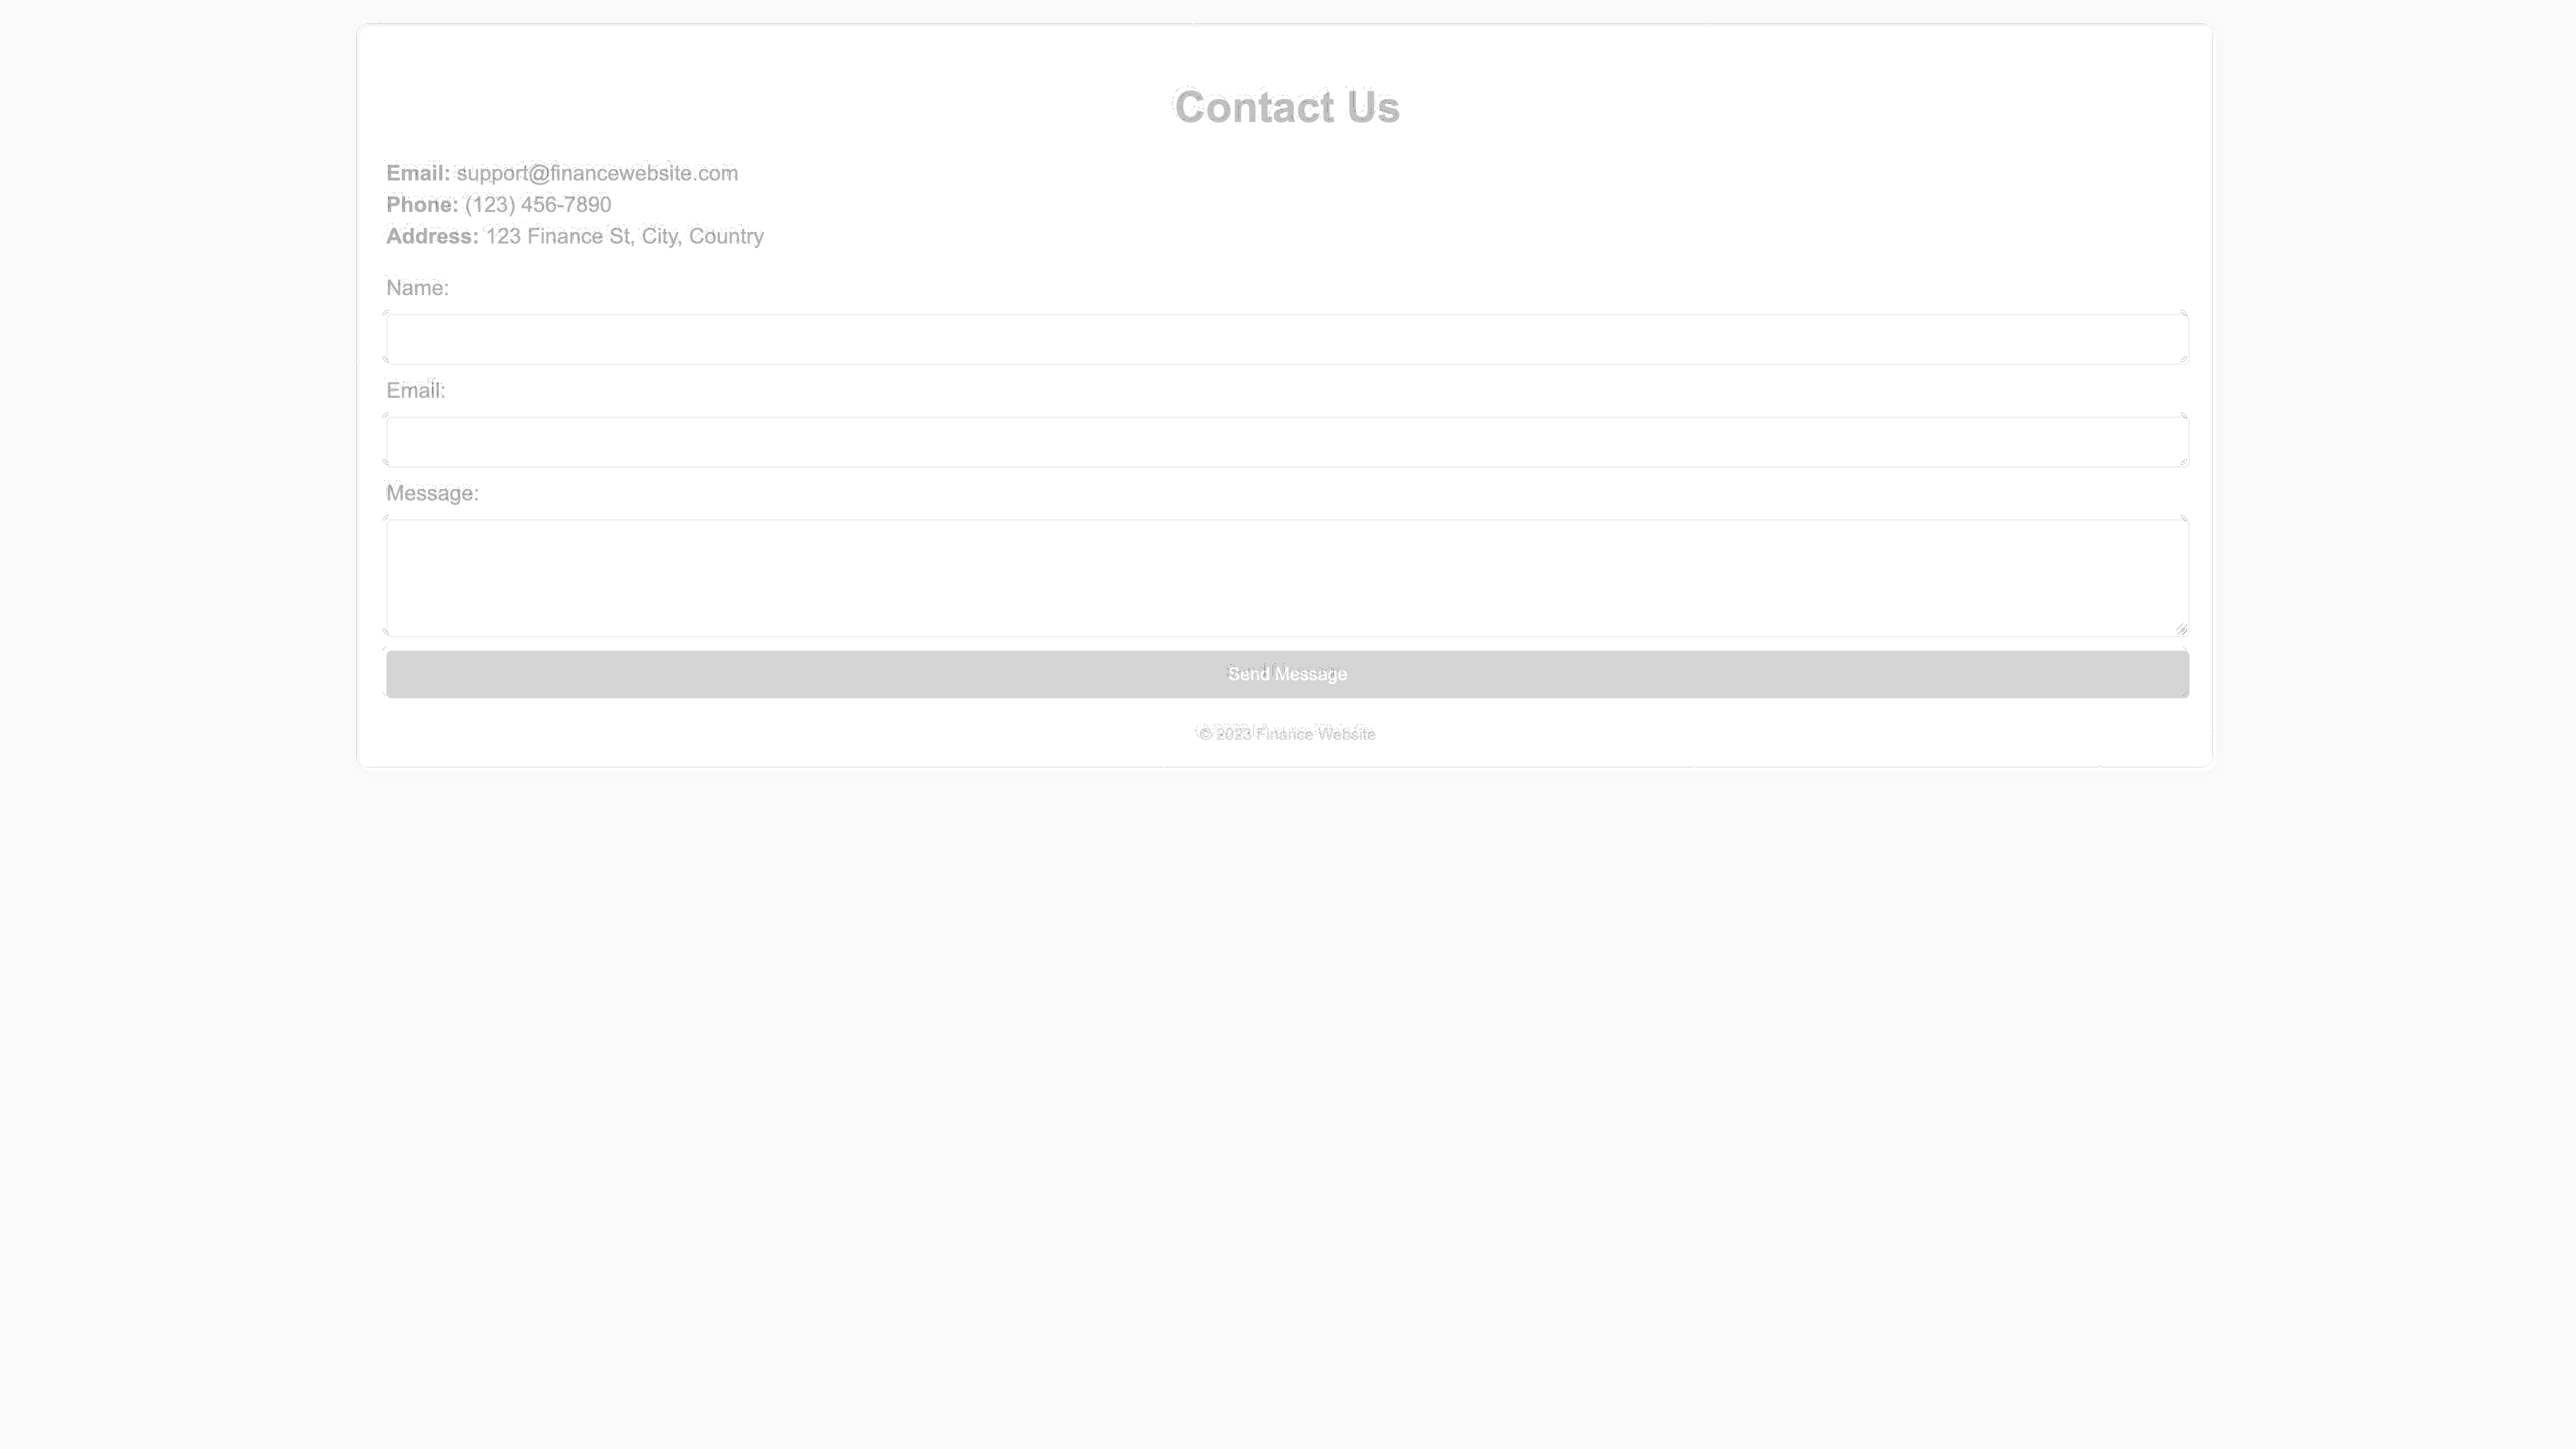 Contact Us
Email: support@financewebsite.com
Phone: (123) 456-7890
Address: 123 Finance St, City, Country
Name:
Email:
Message:
Send Message
© 2023 Finance Website